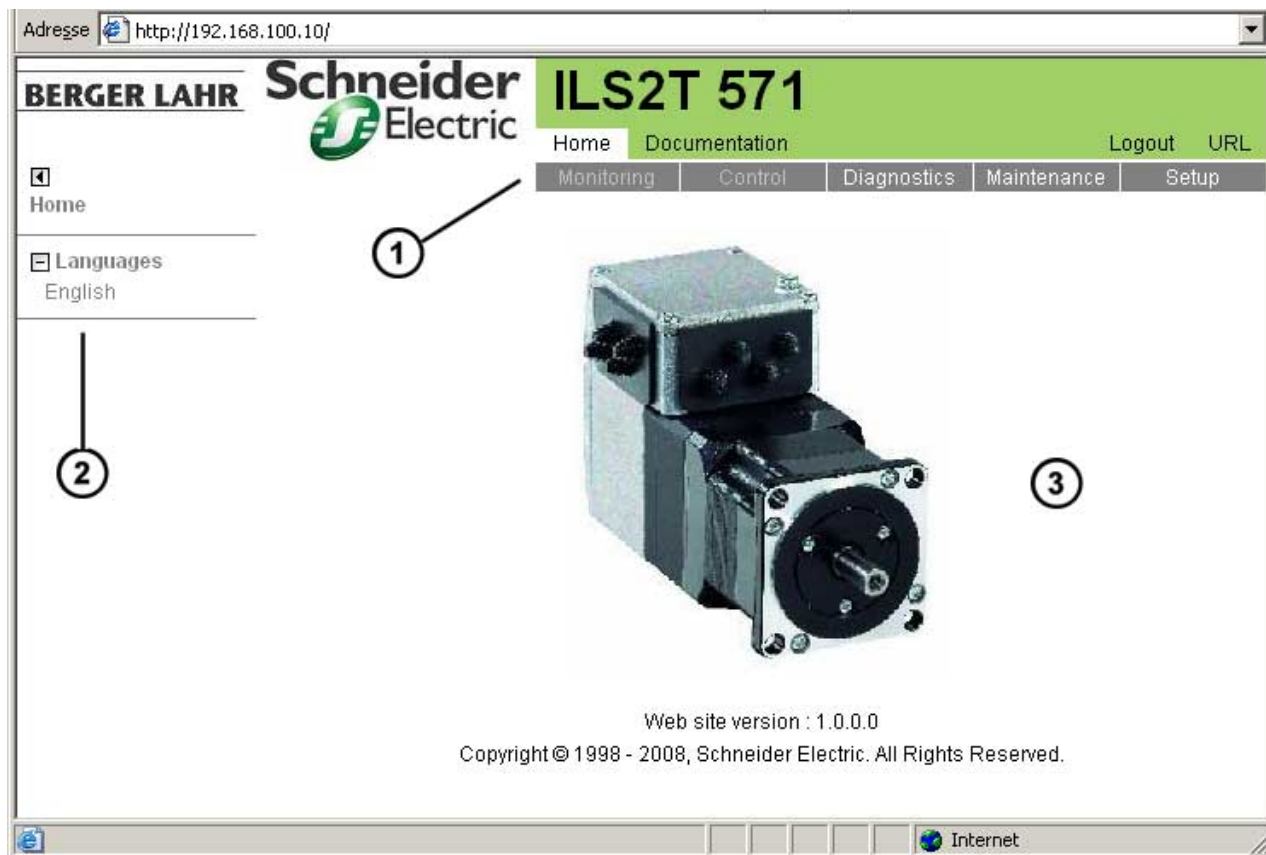 Adresse http://192.168.100.10/
BERGER LAHR
Schneider
Electric
ILS2T 571
Home Documentation Logout URL
Monitoring Control Diagnostics Maintenance Setup
Home
Languages
English
1
2
3
Web site version : 1.0.0.0
Copyright © 1998 - 2008, Schneider Electric. All Rights Reserved.
Internet